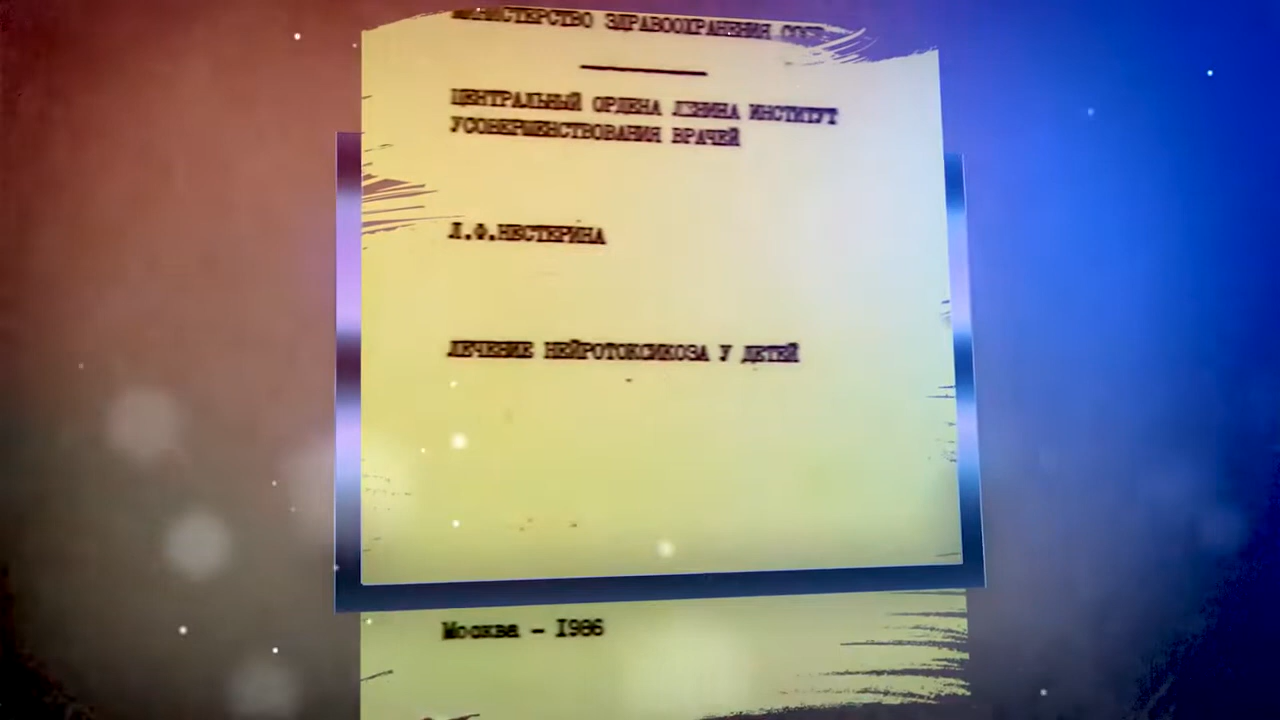 МИНИСТЕРСТВО ЗДРАВООХРАНЕНИЯ СССР
ЦЕНТРАЛЬНЫЙ ОРДЕНА ЛЕНИНА ИНСТИТУТ
УСОВЕРШЕНСТВОВАНИЯ ВРАЧЕЙ
Л.Ф.НЕСТЕРИНА
ЛЕЧЕНИЕ НЕЙРОТОКСИКОЗА У ДЕТЕЙ
Москва - 1986